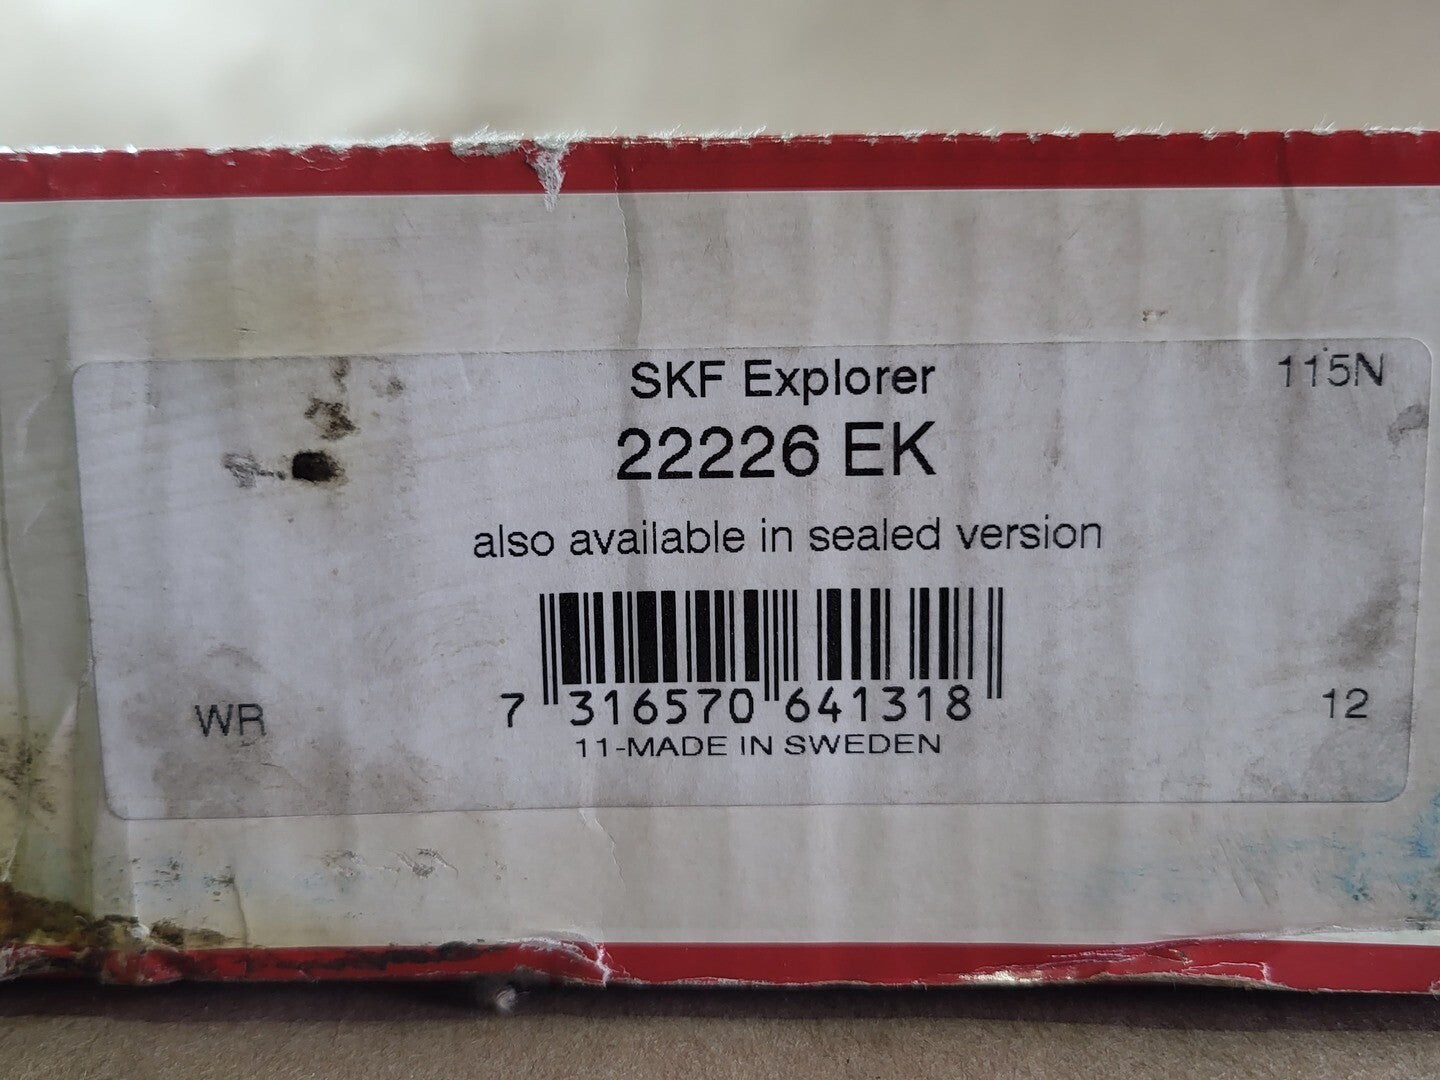 SKF Explorer
115N
22226 EK
also available in sealed version
WR
7 316570 641318
12
11-MADE IN SWEDEN